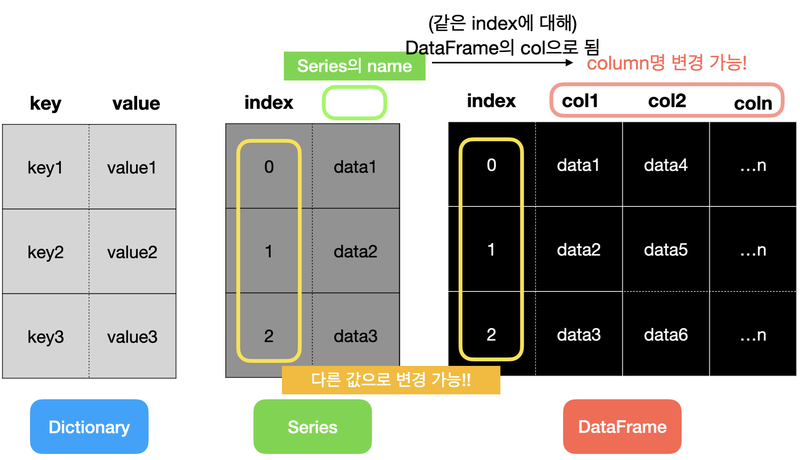 (같은 index에 대해)
DataFrame의 col으로 됨
Series의 name
column명 변경 가능!
key value
key1 value1
key2 value2
key3 value3
Dictionary
index
0 data1
1 data2
2 data3
다른 값으로 변경 가능!!
Series
index col1 col2 coln
0 data1 data4 …n
1 data2 data5 …n
2 data3 data6 …n
DataFrame